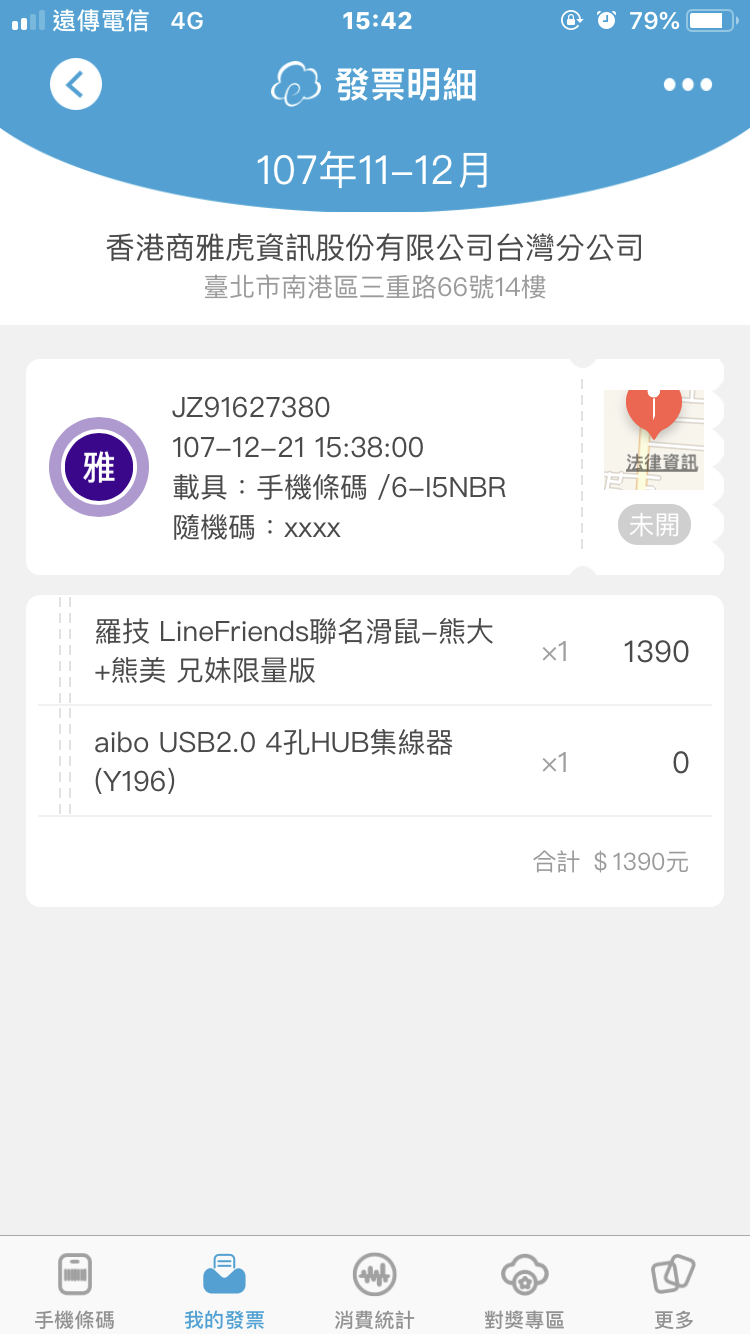 遠傳電信 4G 15:42 79%
發票明細
107年11-12月
香港商雅虎資訊股份有限公司台灣分公司
臺北市南港區三重路66號14樓
雅
JZ91627380
107-12-21 15:38:00
載具：手機條碼 /6-I5NBR
隨機碼：xxxx
法律資訊
未開
羅技 LineFriends聯名滑鼠-熊大
+熊美 兄妹限量版
×1 1390
aibo USB2.0 4孔HUB集線器
(Y196)
×1 0
合計 $1390元
手機條碼 我的發票 消費統計 對獎專區 更多